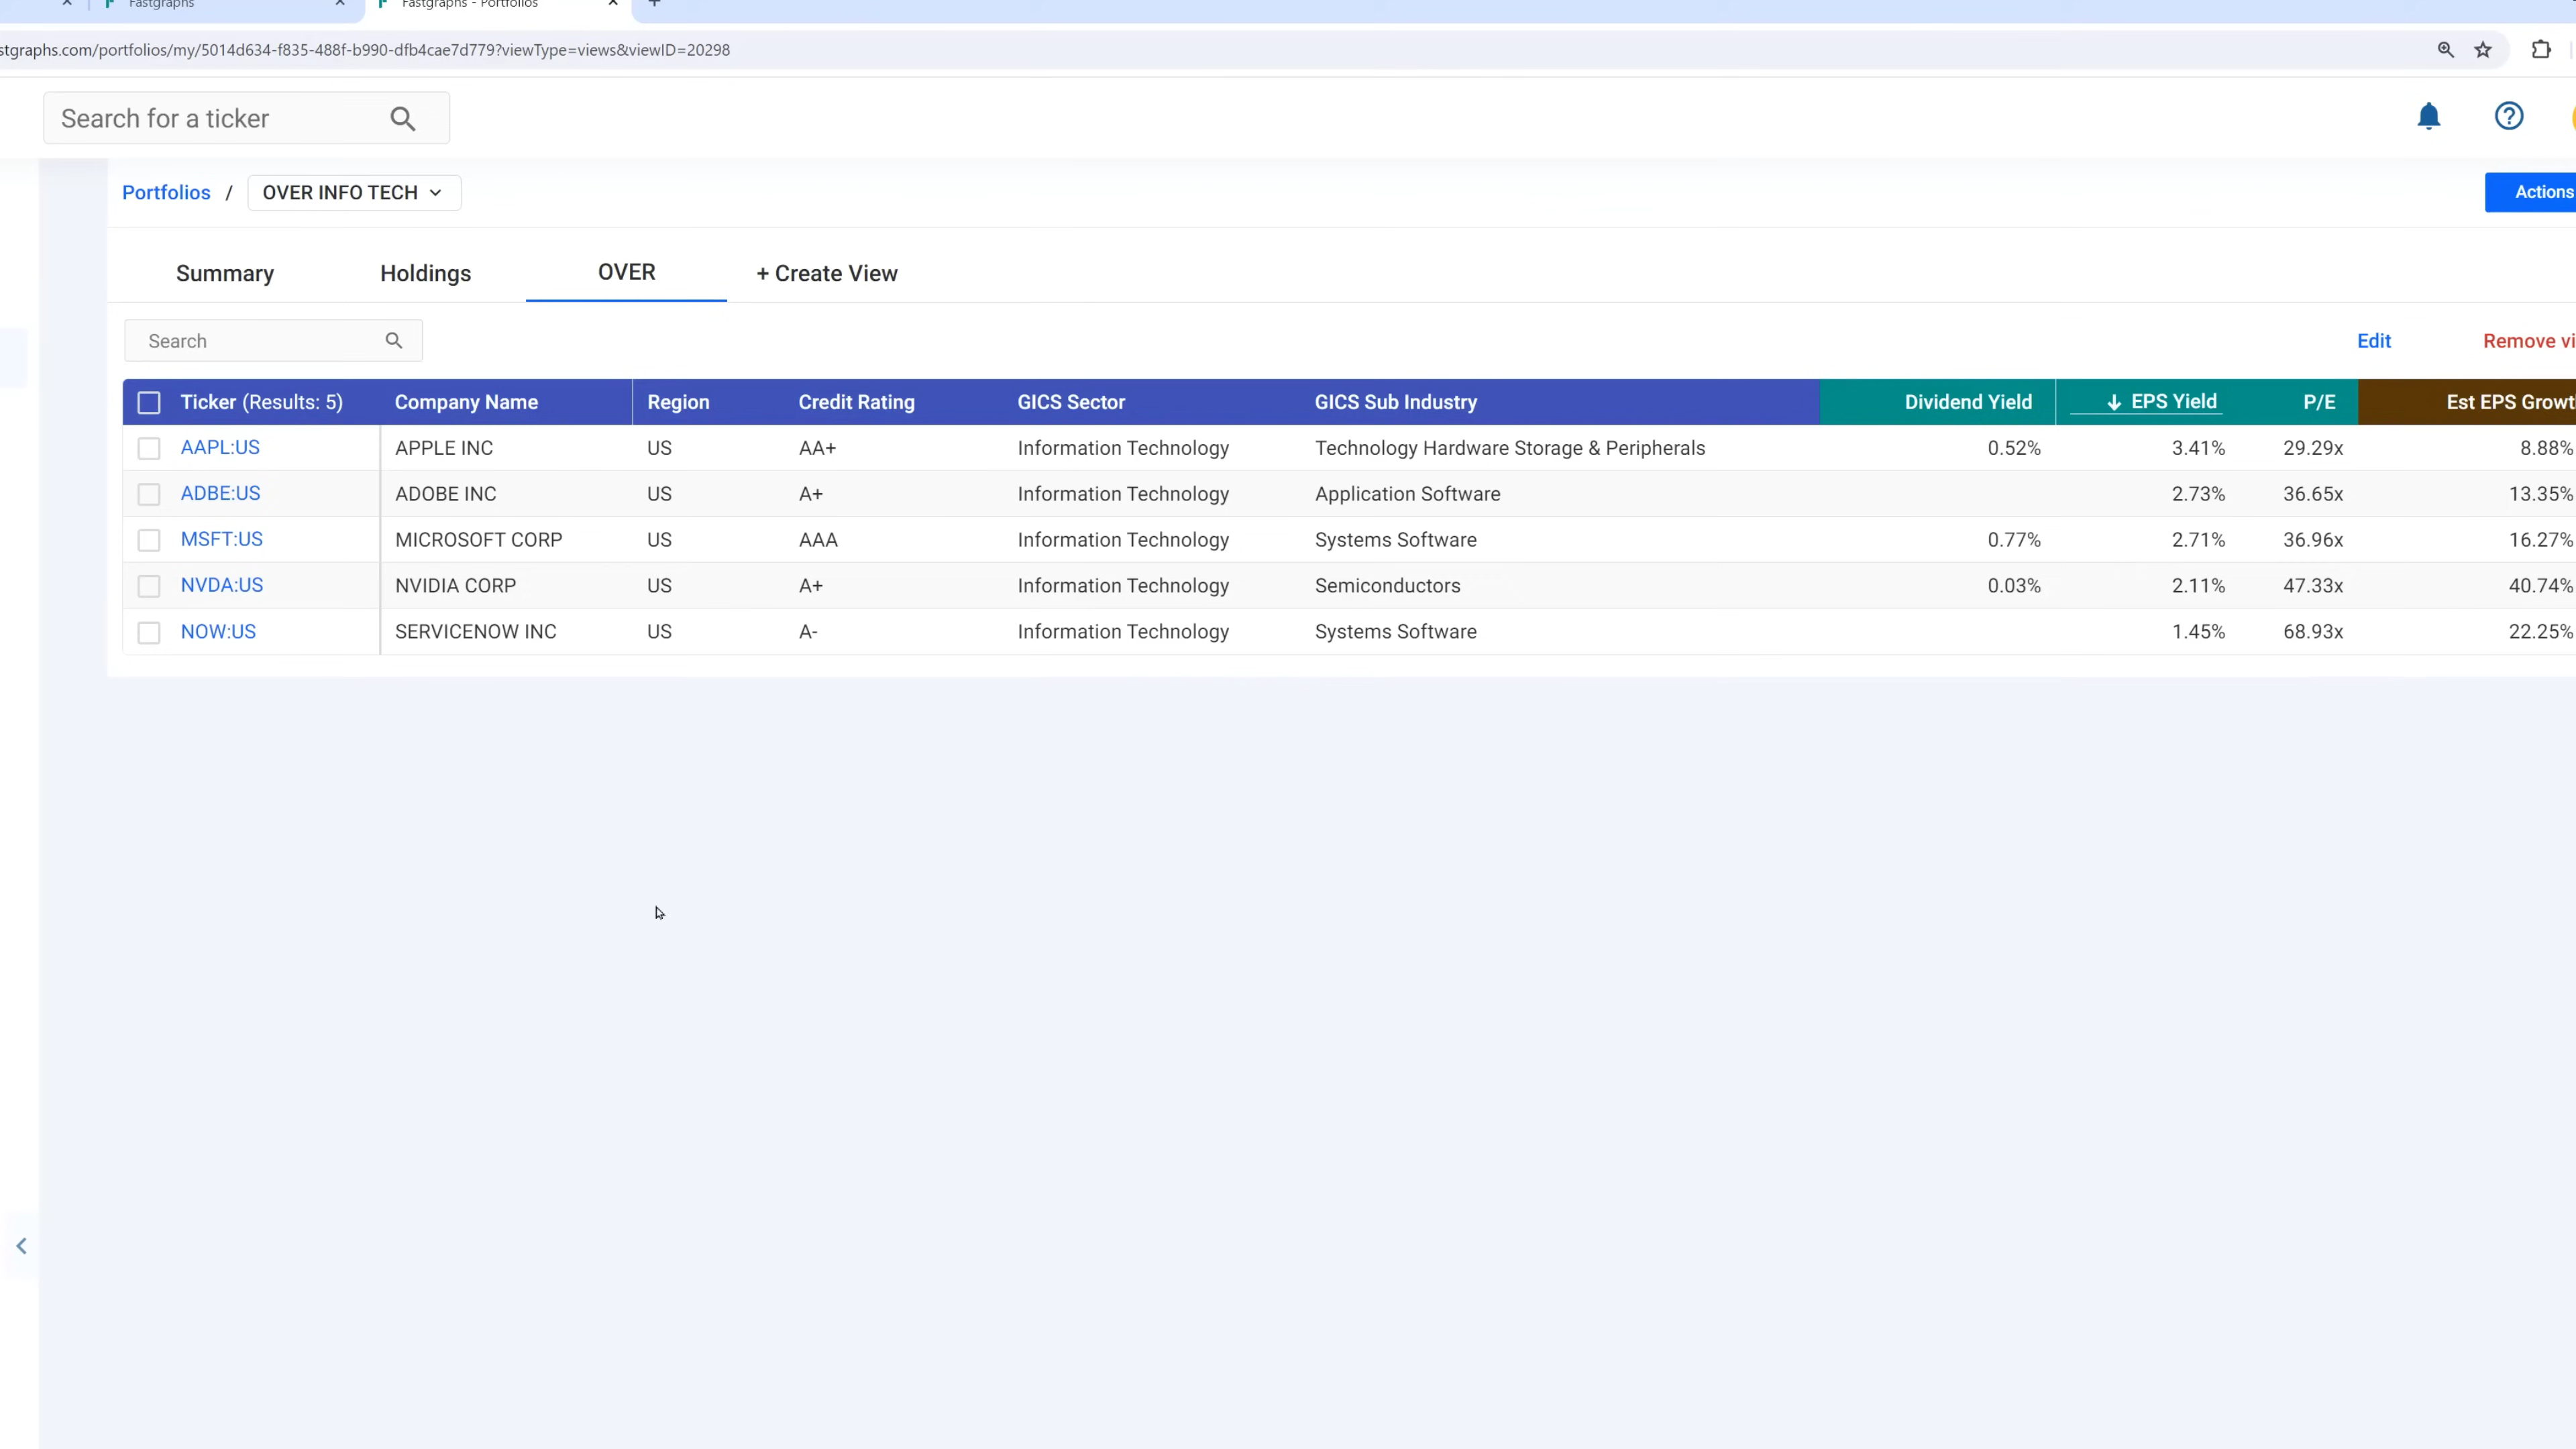 Fastgraphs Fastgraphs - Portfolios
stgraphs.com/portfolios/my/5014d634-f835-488f-b990-dfb4cae7d779?viewType=views&viewID=20298
Search for a ticker
Portfolios / OVER INFO TECH Actions
Summary Holdings OVER + Create View
Search Edit Remove vi
Ticker (Results: 5) Company Name Region Credit Rating GICS Sector GICS Sub Industry Dividend Yield EPS Yield P/E Est EPS Growt
AAPL:US APPLE INC US AA+ Information Technology Technology Hardware Storage & Peripherals 0.52% 3.41% 29.29x 8.88%
ADBE:US ADOBE INC US A+ Information Technology Application Software 2.73% 36.65x 13.35%
MSFT:US MICROSOFT CORP US AAA Information Technology Systems Software 0.77% 2.71% 36.96x 16.27%
NVDA:US NVIDIA CORP US A+ Information Technology Semiconductors 0.03% 2.11% 47.33x 40.74%
NOW:US SERVICENOW INC US A- Information Technology Systems Software 1.45% 68.93x 22.25%